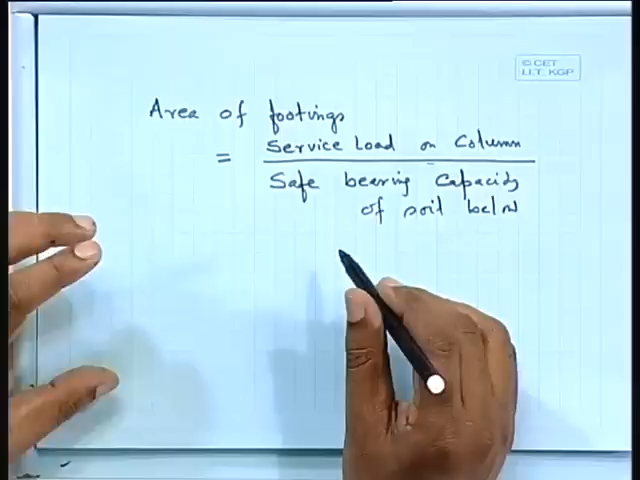 © CET
I.I.T. KGP
Area of footings
= Service Load on Column
Safe bearing Capacity
of soil below